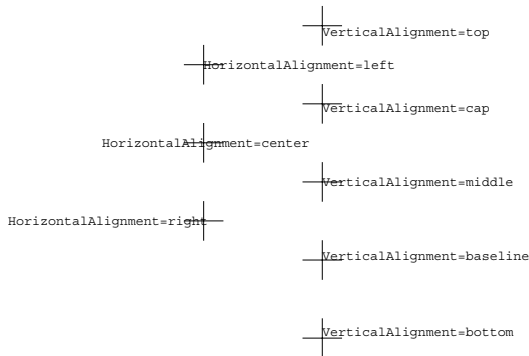 VerticalAlignment=top
HorizontalAlignment=left
VerticalAlignment=cap
HorizontalAlignment=center
VerticalAlignment=middle
HorizontalAlignment=right
VerticalAlignment=baseline
VerticalAlignment=bottom